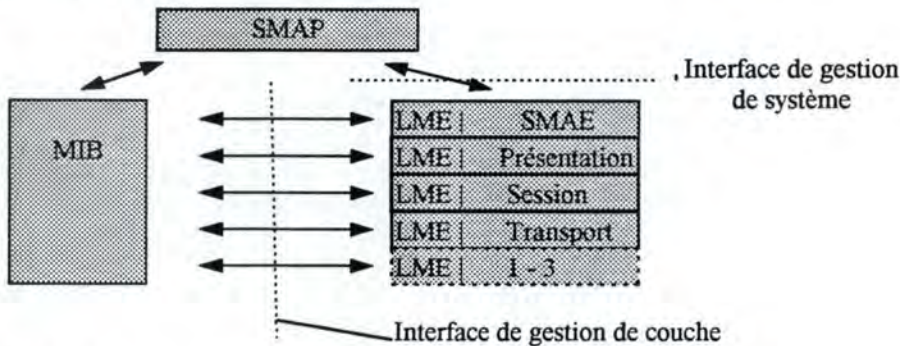 SMAP
Interface de gestion
de système
MIB
LME | SMAE
LME | Présentation
LME | Session
LME | Transport
LME | 1 - 3
Interface de gestion de couche